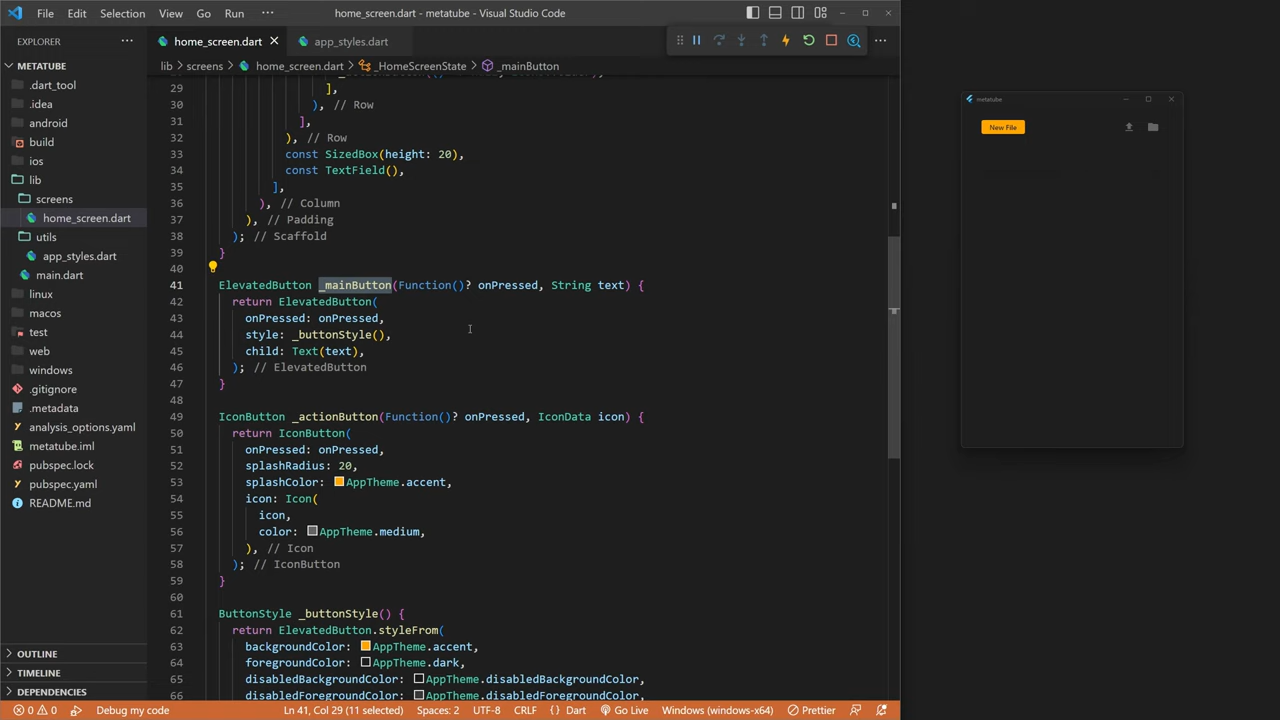 File Edit Selection View Go Run ··· home_screen.dart - metatube - Visual Studio Code
EXPLORER ···
METATUBE
.dart_tool
.idea
android
build
ios
lib
screens
home_screen.dart
utils
app_styles.dart
main.dart
linux
macos
test
web
windows
.gitignore
.metadata
analysis_options.yaml
metatube.iml
pubspec.lock
pubspec.yaml
README.md
OUTLINE
TIMELINE
DEPENDENCIES
home_screen.dart app_styles.dart
lib screens home_screen.dart _HomeScreenState _mainButton
29 ],
30 ), // Row
31 ],
32 ), // Row
33 const SizedBox(height: 20),
34 const TextField(),
35 ],
36 ), // Column
37 ), // Padding
38 ); // Scaffold
39 }
40
41 ElevatedButton _mainButton(Function()? onPressed, String text) {
42 return ElevatedButton(
43 onPressed: onPressed,
44 style: _buttonStyle(),
45 child: Text(text),
46 ); // ElevatedButton
47 }
48
49 IconButton _actionButton(Function()? onPressed, IconData icon) {
50 return IconButton(
51 onPressed: onPressed,
52 splashRadius: 20,
53 splashColor: AppTheme.accent,
54 icon: Icon(
55 icon,
56 color: AppTheme.medium,
57 ), // Icon
58 ); // IconButton
59 }
60
61 ButtonStyle _buttonStyle() {
62 return ElevatedButton.styleFrom(
63 backgroundColor: AppTheme.accent,
64 foregroundColor: AppTheme.dark,
65 disabledBackgroundColor: AppTheme.disabledBackgroundColor,
66 disabledForegroundColor: AppTheme.disabledForegroundColor,
metatube
New File
0 0 Debug my code Ln 41, Col 29 (11 selected) Spaces: 2 UTF-8 CRLF {} Dart Go Live Windows (windows-x64) Prettier